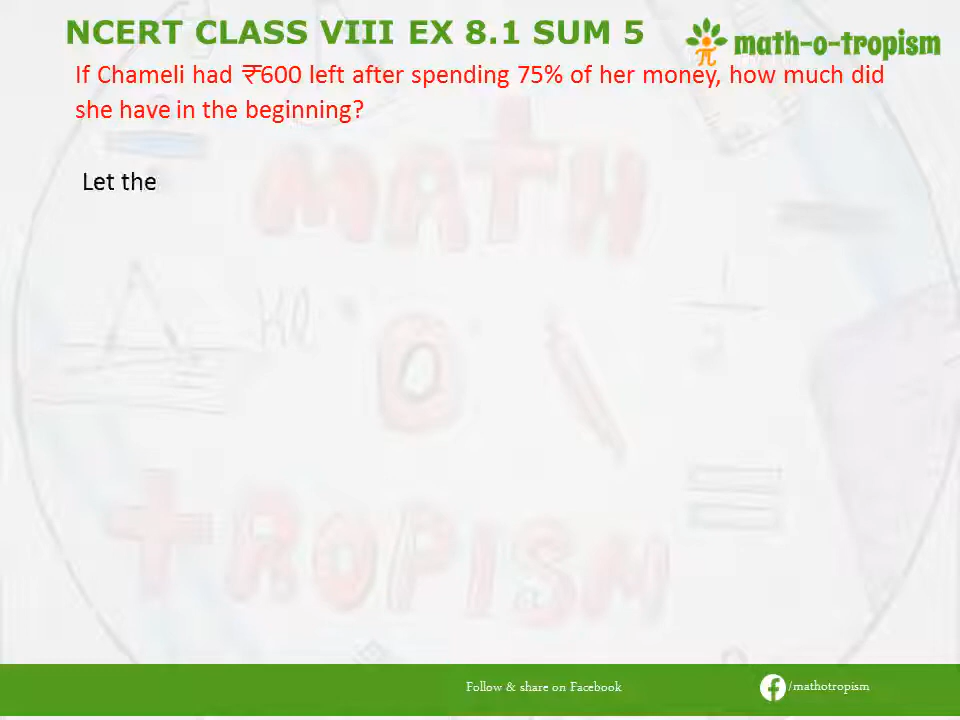 NCERT CLASS VIII EX 8.1 SUM 5
math-o-tropism
If Chameli had ₹600 left after spending 75% of her money, how much did
she have in the beginning?
Let the
MATH
O
TROPISM
Follow & share on Facebook
/mathotropism